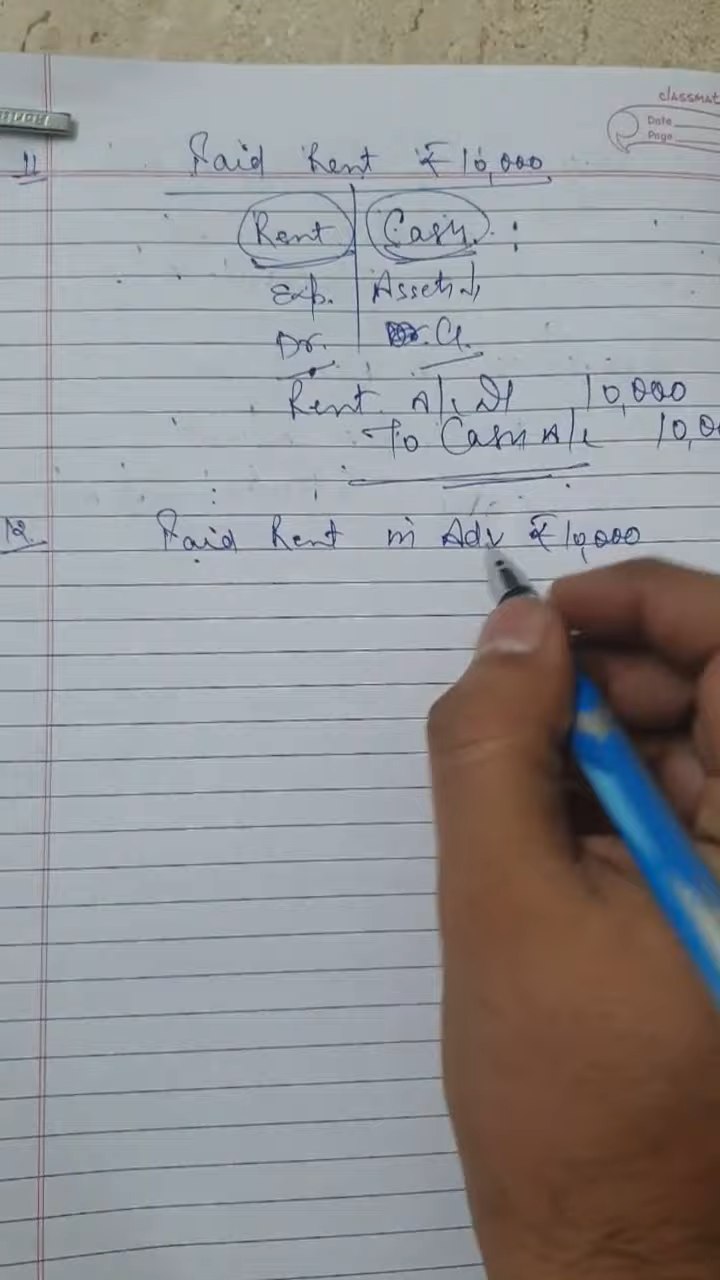 classmat
Date
Page
11 Paid Rent ₹ 10,000
Rent Cash
Exp. Asset↓
Dr. Cr.
Rent A/c Dr 10,000
To Cash A/c 10,0
12. Paid Rent in Adv ₹ 10,000